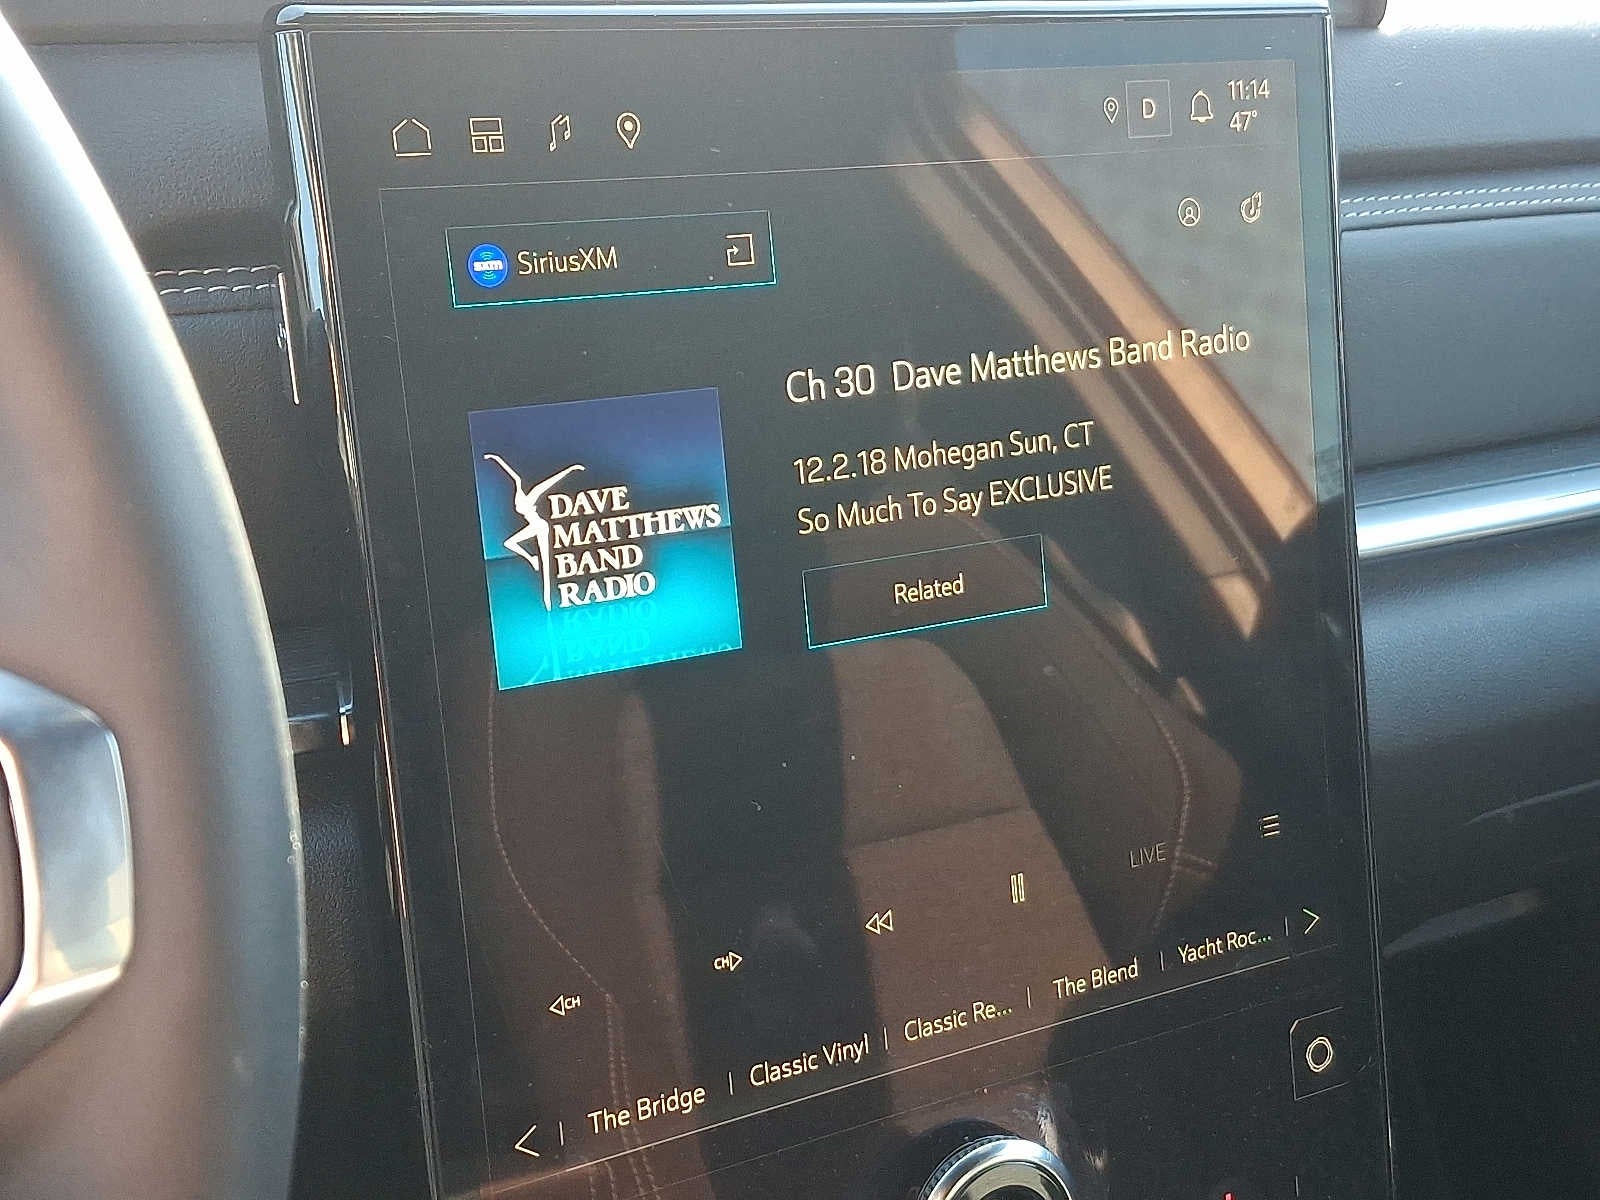 11:14
D
47°
SiriusXM
Ch 30 Dave Matthews Band Radio
12.2.18 Mohegan Sun, CT
So Much To Say EXCLUSIVE
DAVE
MATTHEWS
BAND
RADIO
Related
LIVE
CH
CH
The Bridge | Classic Vinyl | Classic Re... | The Blend | Yacht Roc... |